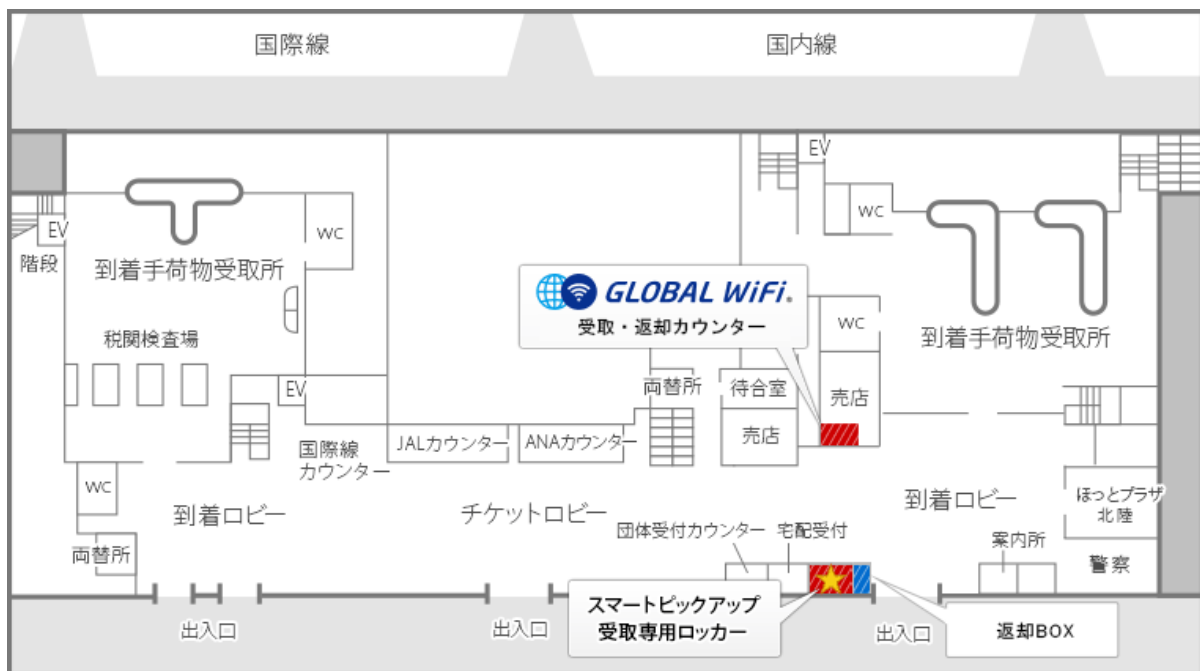 国際線
国内線
EV
WC
EV
WC
階段
到着手荷物受取所
GLOBAL WiFi®
受取・返却カウンター
WC
到着手荷物受取所
税関検査場
EV
両替所
待合室
売店
売店
国際線
カウンター
JALカウンター
ANAカウンター
WC
到着ロビー
チケットロビー
到着ロビー
ほっとプラザ
北陸
団体受付カウンター
宅配受付
案内所
両替所
警察
スマートピックアップ
受取専用ロッカー
返却BOX
出入口
出入口
出入口